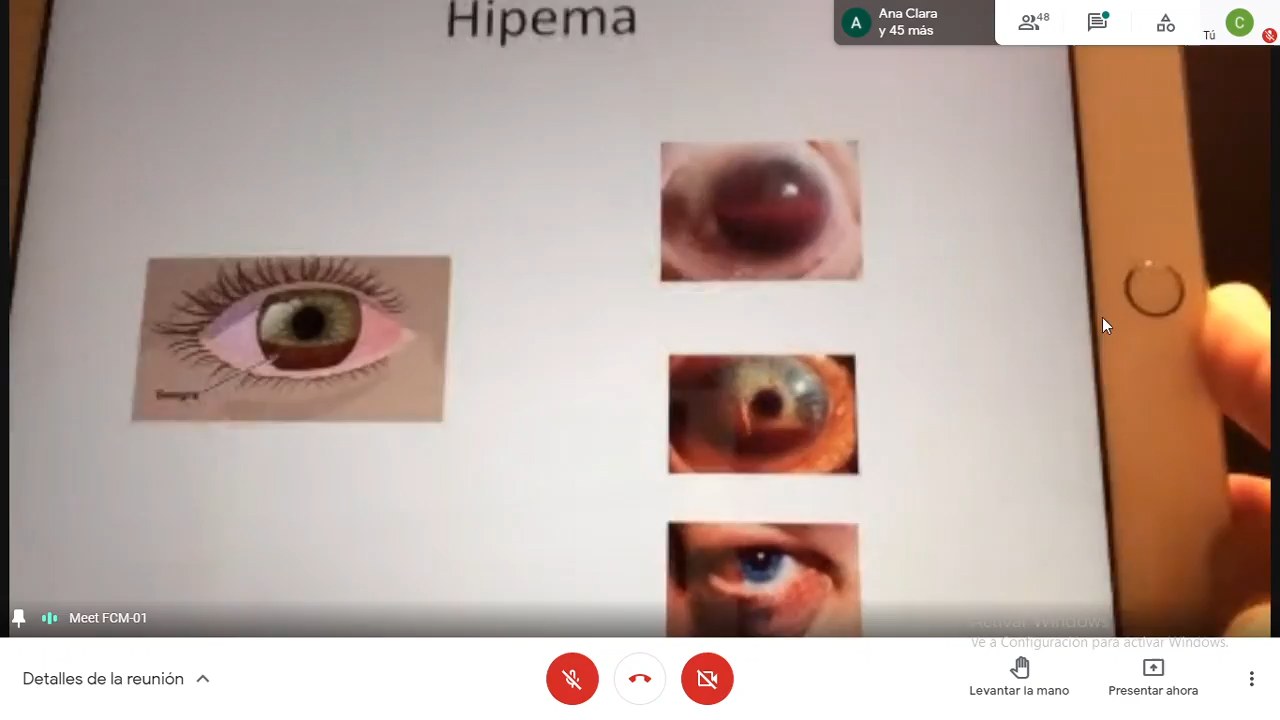 Hipema
A
Ana Clara
y 45 más
48
Tú
C
Meet FCM-01
Activar Windows
Ve a Configuración para activar Windows.
Detalles de la reunión
Levantar la mano
Presentar ahora